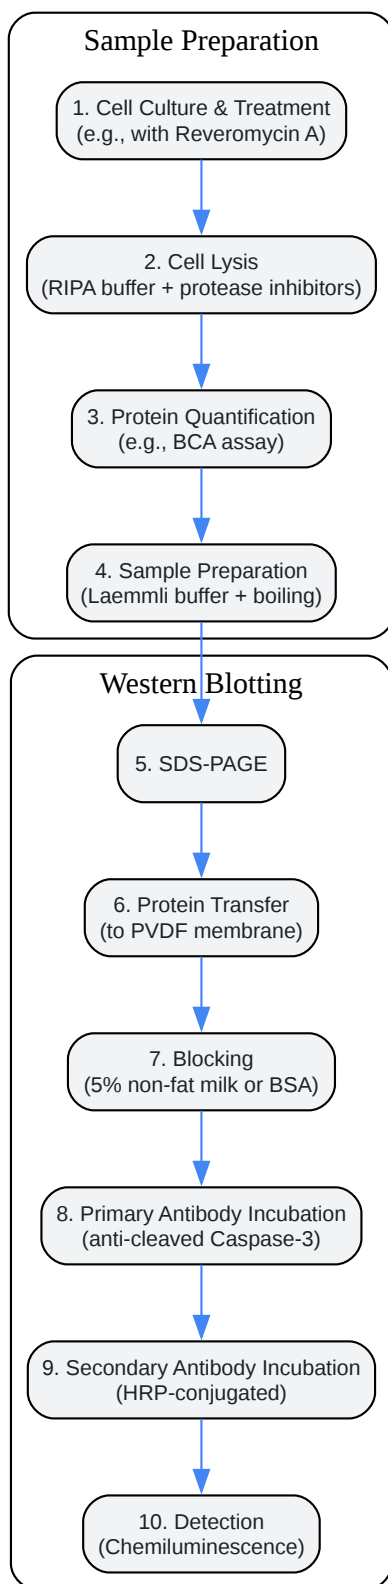 Sample Preparation
1. Cell Culture & Treatment
(e.g., with Reveromycin A)
2. Cell Lysis
(RIPA buffer + protease inhibitors)
3. Protein Quantification
(e.g., BCA assay)
4. Sample Preparation
(Laemmli buffer + boiling)
Western Blotting
5. SDS-PAGE
6. Protein Transfer
(to PVDF membrane)
7. Blocking
(5% non-fat milk or BSA)
8. Primary Antibody Incubation
(anti-cleaved Caspase-3)
9. Secondary Antibody Incubation
(HRP-conjugated)
10. Detection
(Chemiluminescence)